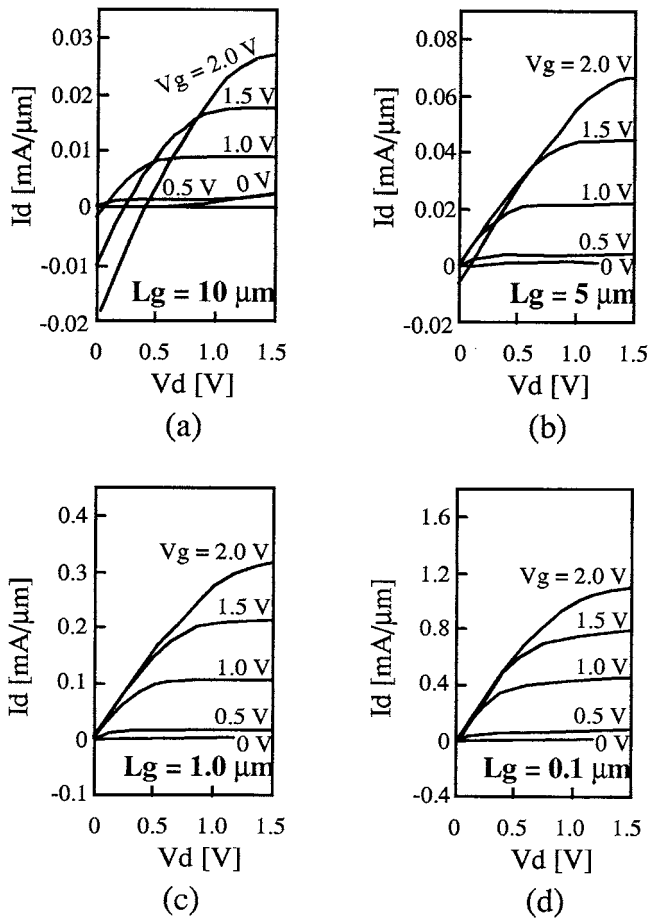 0.03
0.02
0.01
0
-0.01
-0.02
Id [mA/μm]
Vg = 2.0 V
1.5 V
1.0 V
0.5 V
0 V
Lg = 10 μm
0 0.5 1.0 1.5
Vd [V]
(a)
0.08
0.06
0.04
0.02
0
-0.02
Id [mA/μm]
Vg = 2.0 V
1.5 V
1.0 V
0.5 V
0 V
Lg = 5 μm
0 0.5 1.0 1.5
Vd [V]
(b)
0.4
0.3
0.2
0.1
0
-0.1
Id [mA/μm]
Vg = 2.0 V
1.5 V
1.0 V
0.5 V
0 V
Lg = 1.0 μm
0 0.5 1.0 1.5
Vd [V]
(c)
1.6
1.2
0.8
0.4
0
-0.4
Id [mA/μm]
Vg = 2.0 V
1.5 V
1.0 V
0.5 V
0 V
Lg = 0.1 μm
0 0.5 1.0 1.5
Vd [V]
(d)